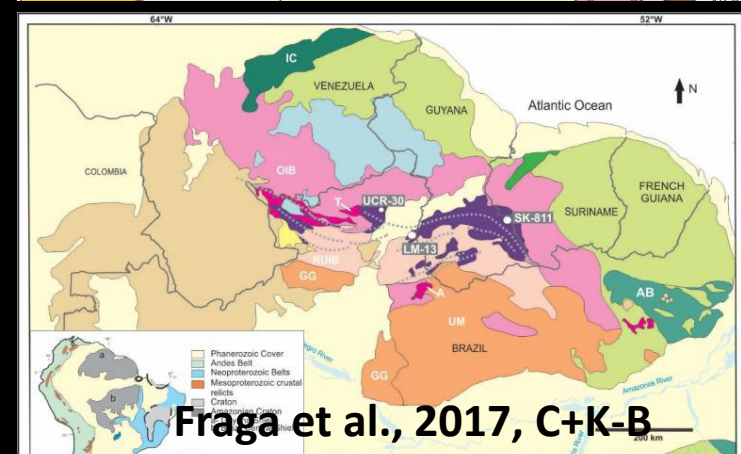 64°W
52°W
IC
VENEZUELA
GUYANA
Atlantic Ocean
N
COLOMBIA
OIB
T
UCR-30
SK-811
SURINAME
FRENCH
GUIANA
LM-13
RUIB
GG
A
AB
UM
BRAZIL
GG
Amazonas River
a
b
Phanerozoic Cover
Andes Belt
Neoproterozoic Belts
Mesoproterozoic crustal
relicts
Craton
Amazonian Craton
Fraga et al., 2017, C+K-B
200 km